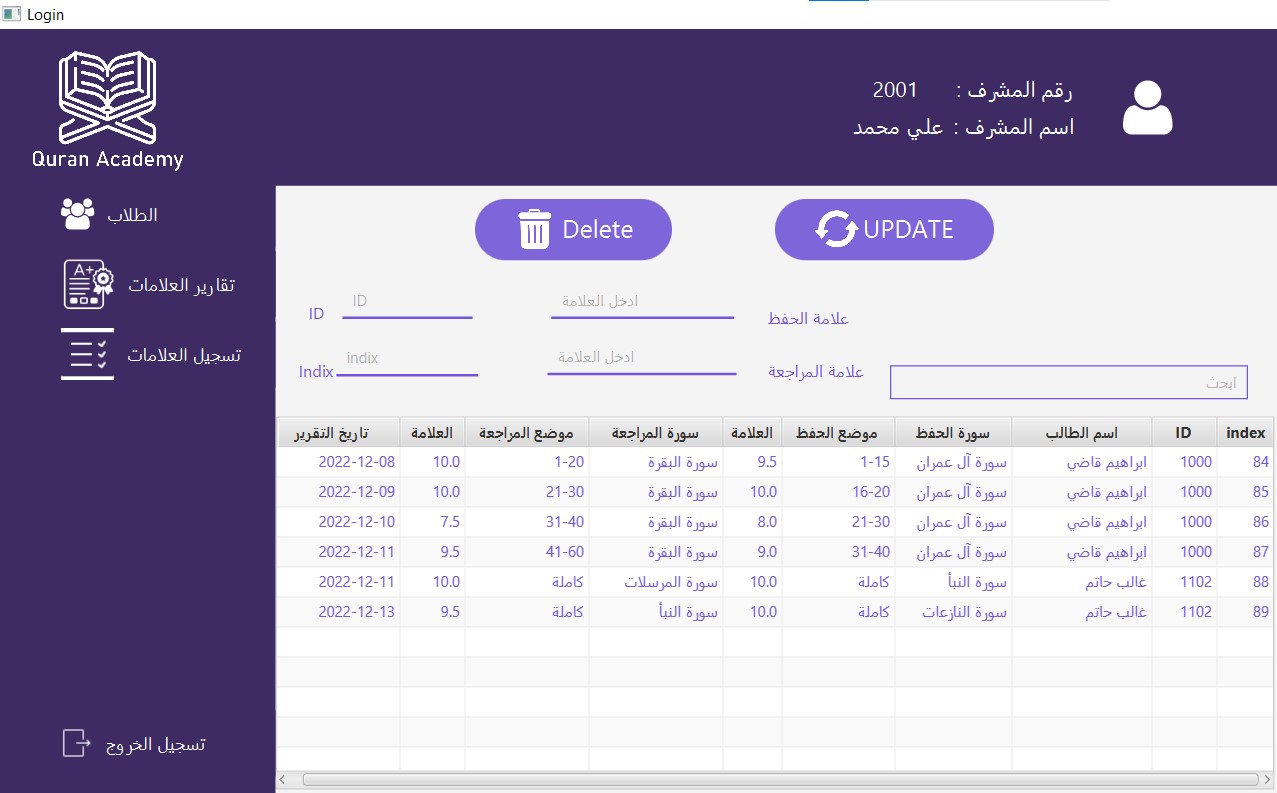 Login
رقم المشرف : 2001
اسم المشرف : علي محمد
Quran Academy
الطلاب
تقارير العلامات
A+
تسجيل العلامات
تسجيل الخروج
Delete
UPDATE
ID ID ادخل العلامة علامة الحفظ
Indix indix ادخل العلامة علامة المراجعة
ابحث
index ID اسم الطالب سورة الحفظ موضع الحفظ العلامة سورة المراجعة موضع المراجعة العلامة تاريخ التقرير
84 1000 ابراهيم قاضي سورة آل عمران 1-15 9.5 سورة البقرة 1-20 10.0 2022-12-08
85 1000 ابراهيم قاضي سورة آل عمران 16-20 10.0 سورة البقرة 21-30 10.0 2022-12-09
86 1000 ابراهيم قاضي سورة آل عمران 21-30 8.0 سورة البقرة 31-40 7.5 2022-12-10
87 1000 ابراهيم قاضي سورة آل عمران 31-40 9.0 سورة البقرة 41-60 9.5 2022-12-11
88 1102 غالب حاتم سورة النبأ كاملة 10.0 سورة المرسلات كاملة 10.0 2022-12-11
89 1102 غالب حاتم سورة النازعات كاملة 10.0 سورة النبأ كاملة 9.5 2022-12-13